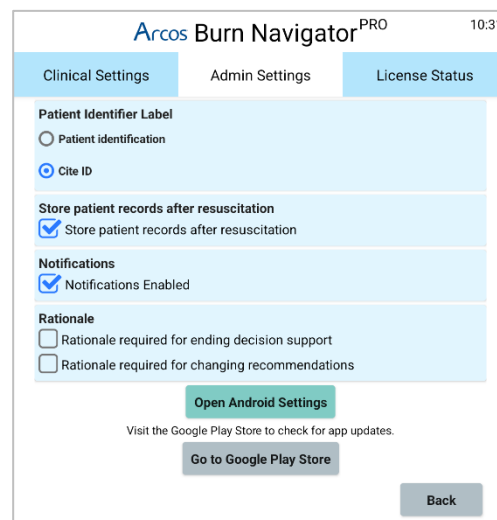 Arcos Burn Navigator PRO
Clinical Settings
Admin Settings
License Status
Patient Identifier Label
Patient identification
Cite ID
Store patient records after resuscitation
Store patient records after resuscitation
Notifications
Notifications Enabled
Rationale
Rationale required for ending decision support
Rationale required for changing recommendations
Open Android Settings
Visit the Google Play Store to check for app updates.
Go to Google Play Store
Back